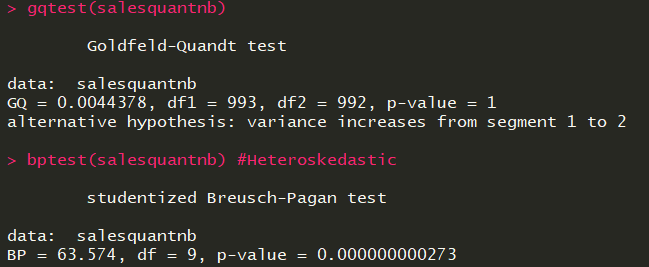 > gqtest(salesquantnb)
Goldfeld-Quandt test
data:  salesquantnb
GQ = 0.0044378, df1 = 993, df2 = 992, p-value = 1
alternative hypothesis: variance increases from segment 1 to 2
> bptest(salesquantnb) #Heteroskedastic
studentized Breusch-Pagan test
data:  salesquantnb
BP = 63.574, df = 9, p-value = 0.000000000273